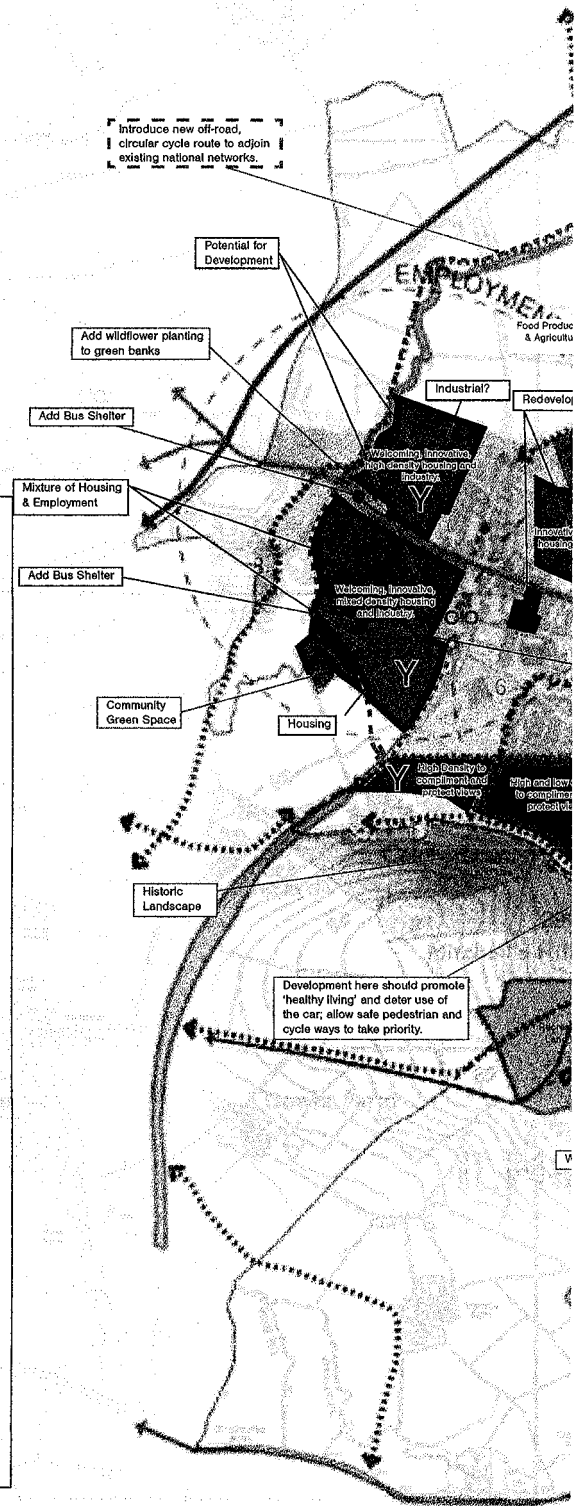 Introduce new off-road,
circular cycle route to adjoin
existing national networks.
Potential for
Development
EMPLOYMEN
Food Produc
& Agricultu
Add wildflower planting
to green banks
Industrial?
Redevelop
Add Bus Shelter
Welcoming, innovative,
high density housing and
industry.
Y
Mixture of Housing
& Employment
Innovativ
housing
Add Bus Shelter
Welcoming, innovative,
mixed density housing
and industry.
Y
Community
Green Space
Housing
Y
High Density to
compliment and
protect views
High and low
to complimen
protect vie
Historic
Landscape
Development here should promote
'healthy living' and deter use of
the car; allow safe pedestrian and
cycle ways to take priority.
W